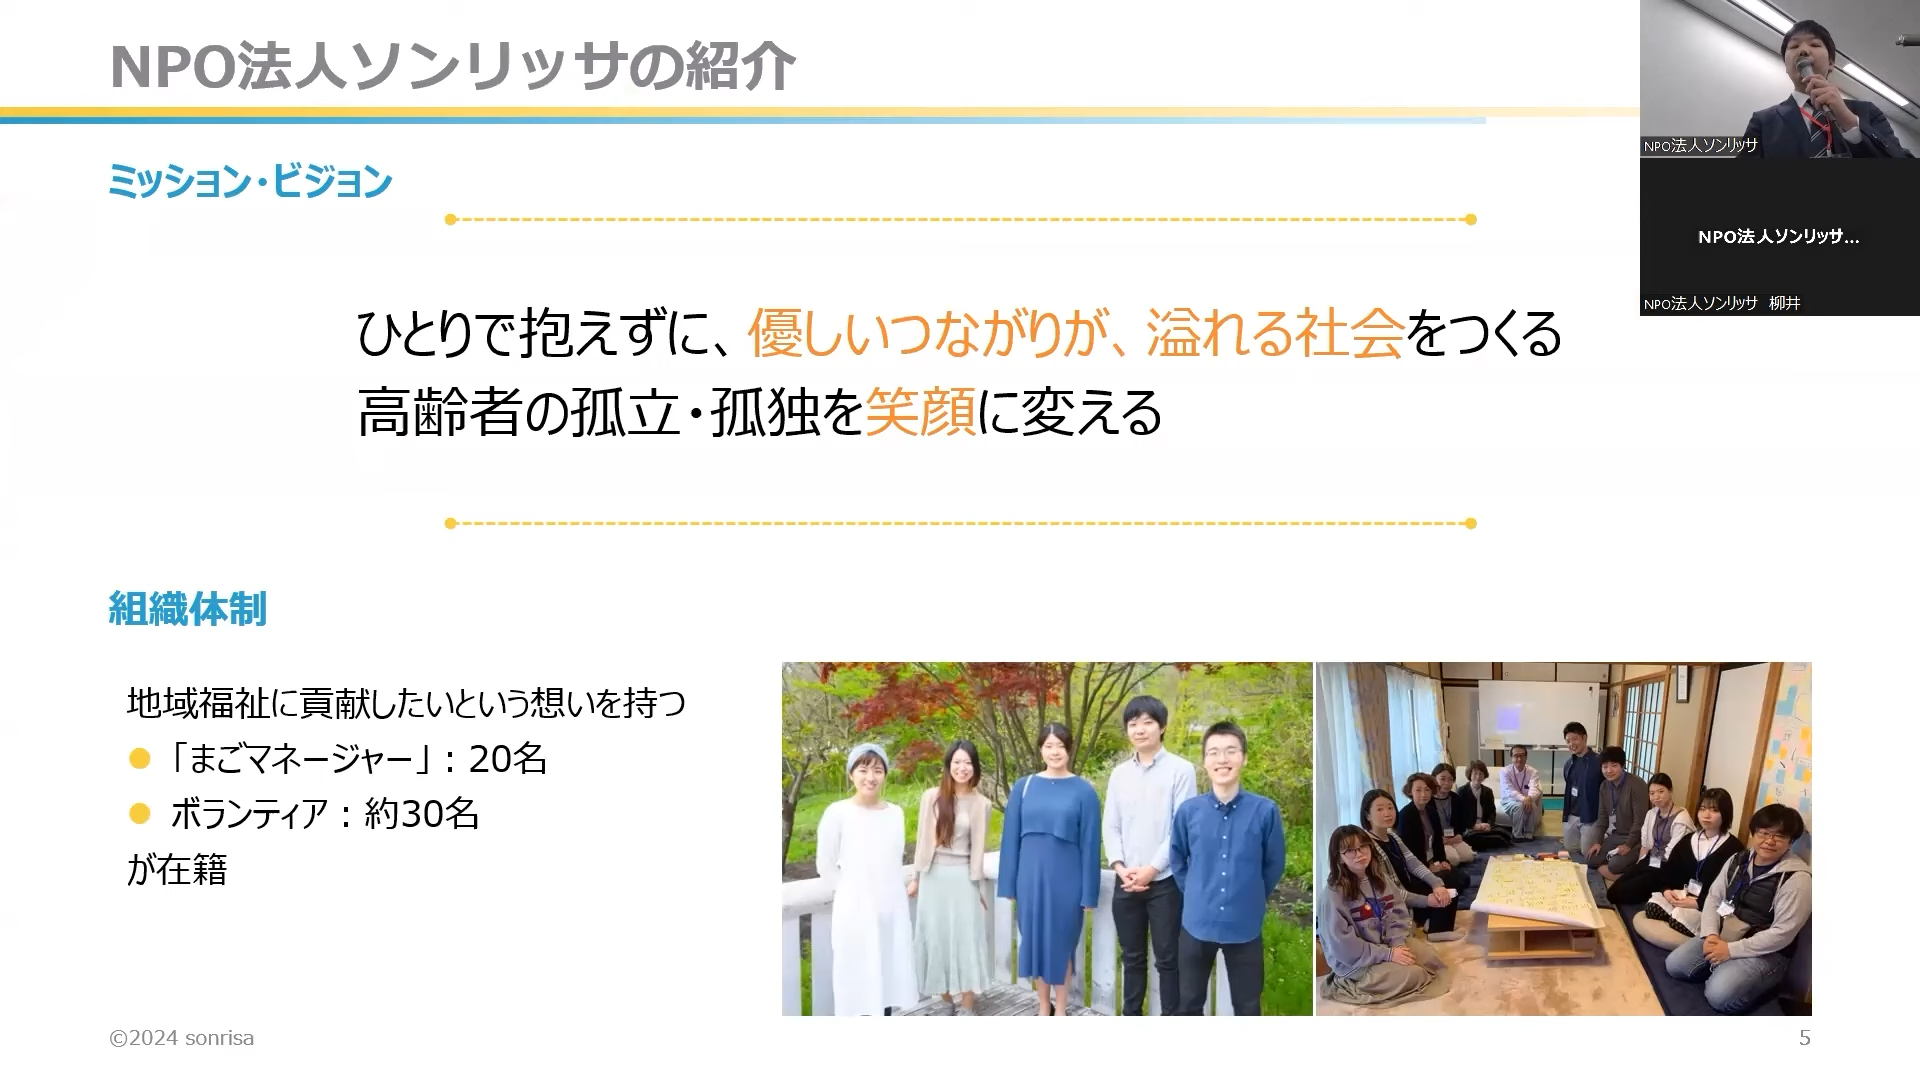 NPO法人ソンリッサの紹介
NPO法人ソンリッサ
NPO法人ソンリッサ...
NPO法人ソンリッサ 柳井
ミッション・ビジョン
ひとりで抱えずに、優しいつながりが、溢れる社会をつくる
高齢者の孤立・孤独を笑顔に変える
組織体制
地域福祉に貢献したいという想いを持つ
「まごマネージャー」：20名
ボランティア：約30名
が在籍
©2024 sonrisa
5